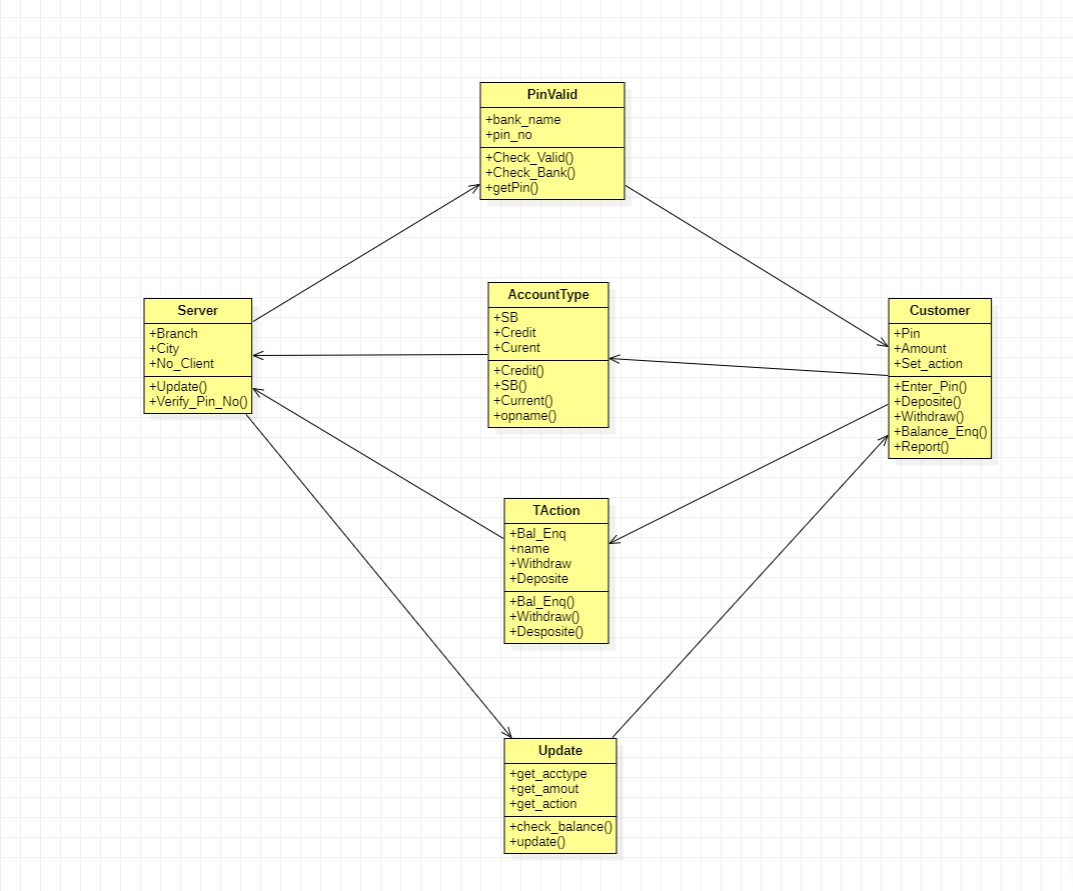 PinValid
+bank_name
+pin_no
+Check_Valid()
+Check_Bank()
+getPin()
Server
+Branch
+City
+No_Client
+Update()
+Verify_Pin_No()
AccountType
+SB
+Credit
+Curent
+Credit()
+SB()
+Current()
+opname()
Customer
+Pin
+Amount
+Set_action
+Enter_Pin()
+Deposite()
+Withdraw()
+Balance_Enq()
+Report()
TAction
+Bal_Enq
+name
+Withdraw
+Deposite
+Bal_Enq()
+Withdraw()
+Desposite()
Update
+get_acctype
+get_amout
+get_action
+check_balance()
+update()